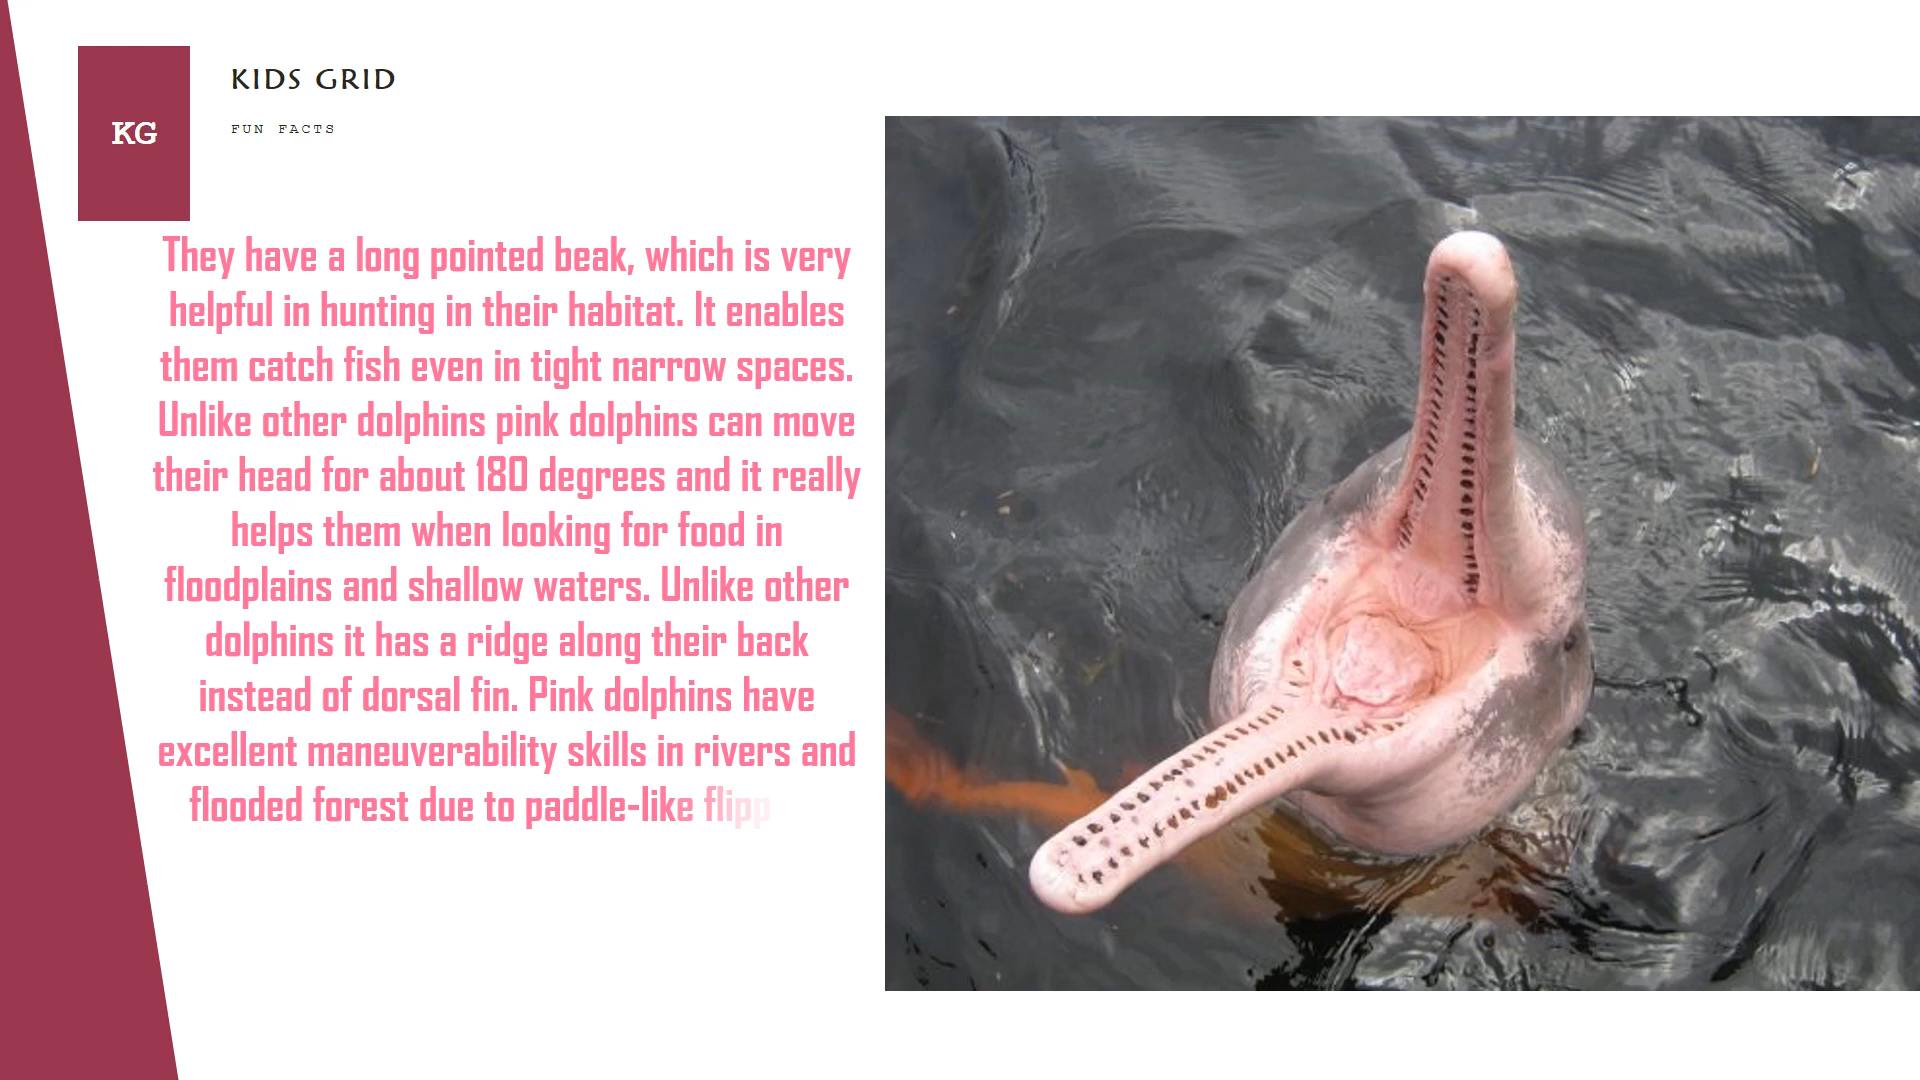 KG
KIDS GRID
FUN FACTS
They have a long pointed beak, which is very
helpful in hunting in their habitat. It enables
them catch fish even in tight narrow spaces.
Unlike other dolphins pink dolphins can move
their head for about 180 degrees and it really
helps them when looking for food in
floodplains and shallow waters. Unlike other
dolphins it has a ridge along their back
instead of dorsal fin. Pink dolphins have
excellent maneuverability skills in rivers and
flooded forest due to paddle-like flipp